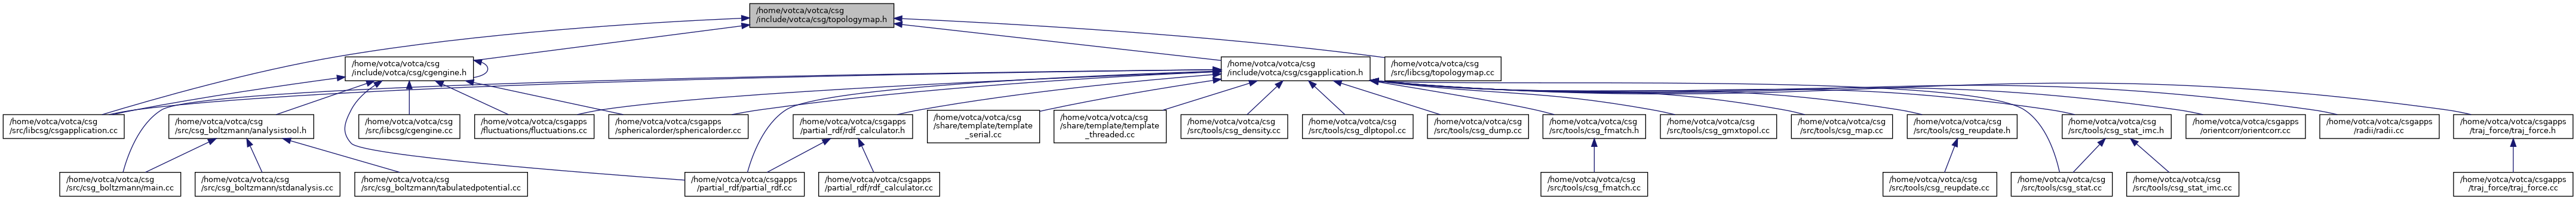 /home/votca/votca/csg
/include/votca/csg/topologymap.h
/home/votca/votca/csg
/include/votca/csg/cgengine.h
/home/votca/votca/csg
/include/votca/csg/csgapplication.h
/home/votca/votca/csg
/src/libcsg/topologymap.cc
/home/votca/votca/csg
/src/libcsg/csgapplication.cc
/home/votca/votca/csg
/src/csg_boltzmann/analysistool.h
/home/votca/votca/csg
/src/libcsg/cgengine.cc
/home/votca/votca/csgapps
/fluctuations/fluctuations.cc
/home/votca/votca/csgapps
/sphericalorder/sphericalorder.cc
/home/votca/votca/csgapps
/partial_rdf/rdf_calculator.h
/home/votca/votca/csg
/share/template/template
_serial.cc
/home/votca/votca/csg
/share/template/template
_threaded.cc
/home/votca/votca/csg
/src/tools/csg_density.cc
/home/votca/votca/csg
/src/tools/csg_dlptopol.cc
/home/votca/votca/csg
/src/tools/csg_dump.cc
/home/votca/votca/csg
/src/tools/csg_fmatch.h
/home/votca/votca/csg
/src/tools/csg_gmxtopol.cc
/home/votca/votca/csg
/src/tools/csg_map.cc
/home/votca/votca/csg
/src/tools/csg_reupdate.h
/home/votca/votca/csg
/src/tools/csg_stat_imc.h
/home/votca/votca/csgapps
/orientcorr/orientcorr.cc
/home/votca/votca/csgapps
/radii/radii.cc
/home/votca/votca/csgapps
/traj_force/traj_force.h
/home/votca/votca/csg
/src/csg_boltzmann/main.cc
/home/votca/votca/csg
/src/csg_boltzmann/stdanalysis.cc
/home/votca/votca/csg
/src/csg_boltzmann/tabulatedpotential.cc
/home/votca/votca/csgapps
/partial_rdf/partial_rdf.cc
/home/votca/votca/csgapps
/partial_rdf/rdf_calculator.cc
/home/votca/votca/csg
/src/tools/csg_fmatch.cc
/home/votca/votca/csg
/src/tools/csg_reupdate.cc
/home/votca/votca/csg
/src/tools/csg_stat.cc
/home/votca/votca/csg
/src/tools/csg_stat_imc.cc
/home/votca/votca/csgapps
/traj_force/traj_force.cc